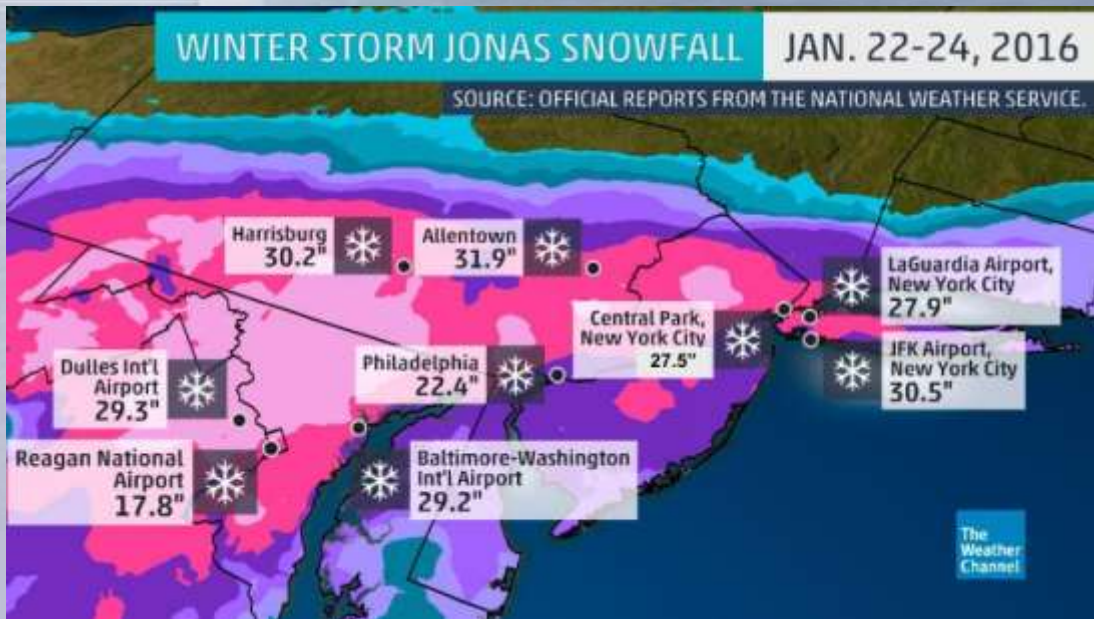 WINTER STORM JONAS SNOWFALL
JAN. 22-24, 2016
SOURCE: OFFICIAL REPORTS FROM THE NATIONAL WEATHER SERVICE.
Harrisburg
30.2"
Allentown
31.9"
LaGuardia Airport,
New York City
27.9"
Central Park,
New York City
27.5"
JFK Airport,
New York City
30.5"
Dulles Int'l
Airport
29.3"
Philadelphia
22.4"
Reagan National
Airport
17.8"
Baltimore-Washington
Int'l Airport
29.2"
The
Weather
Channel